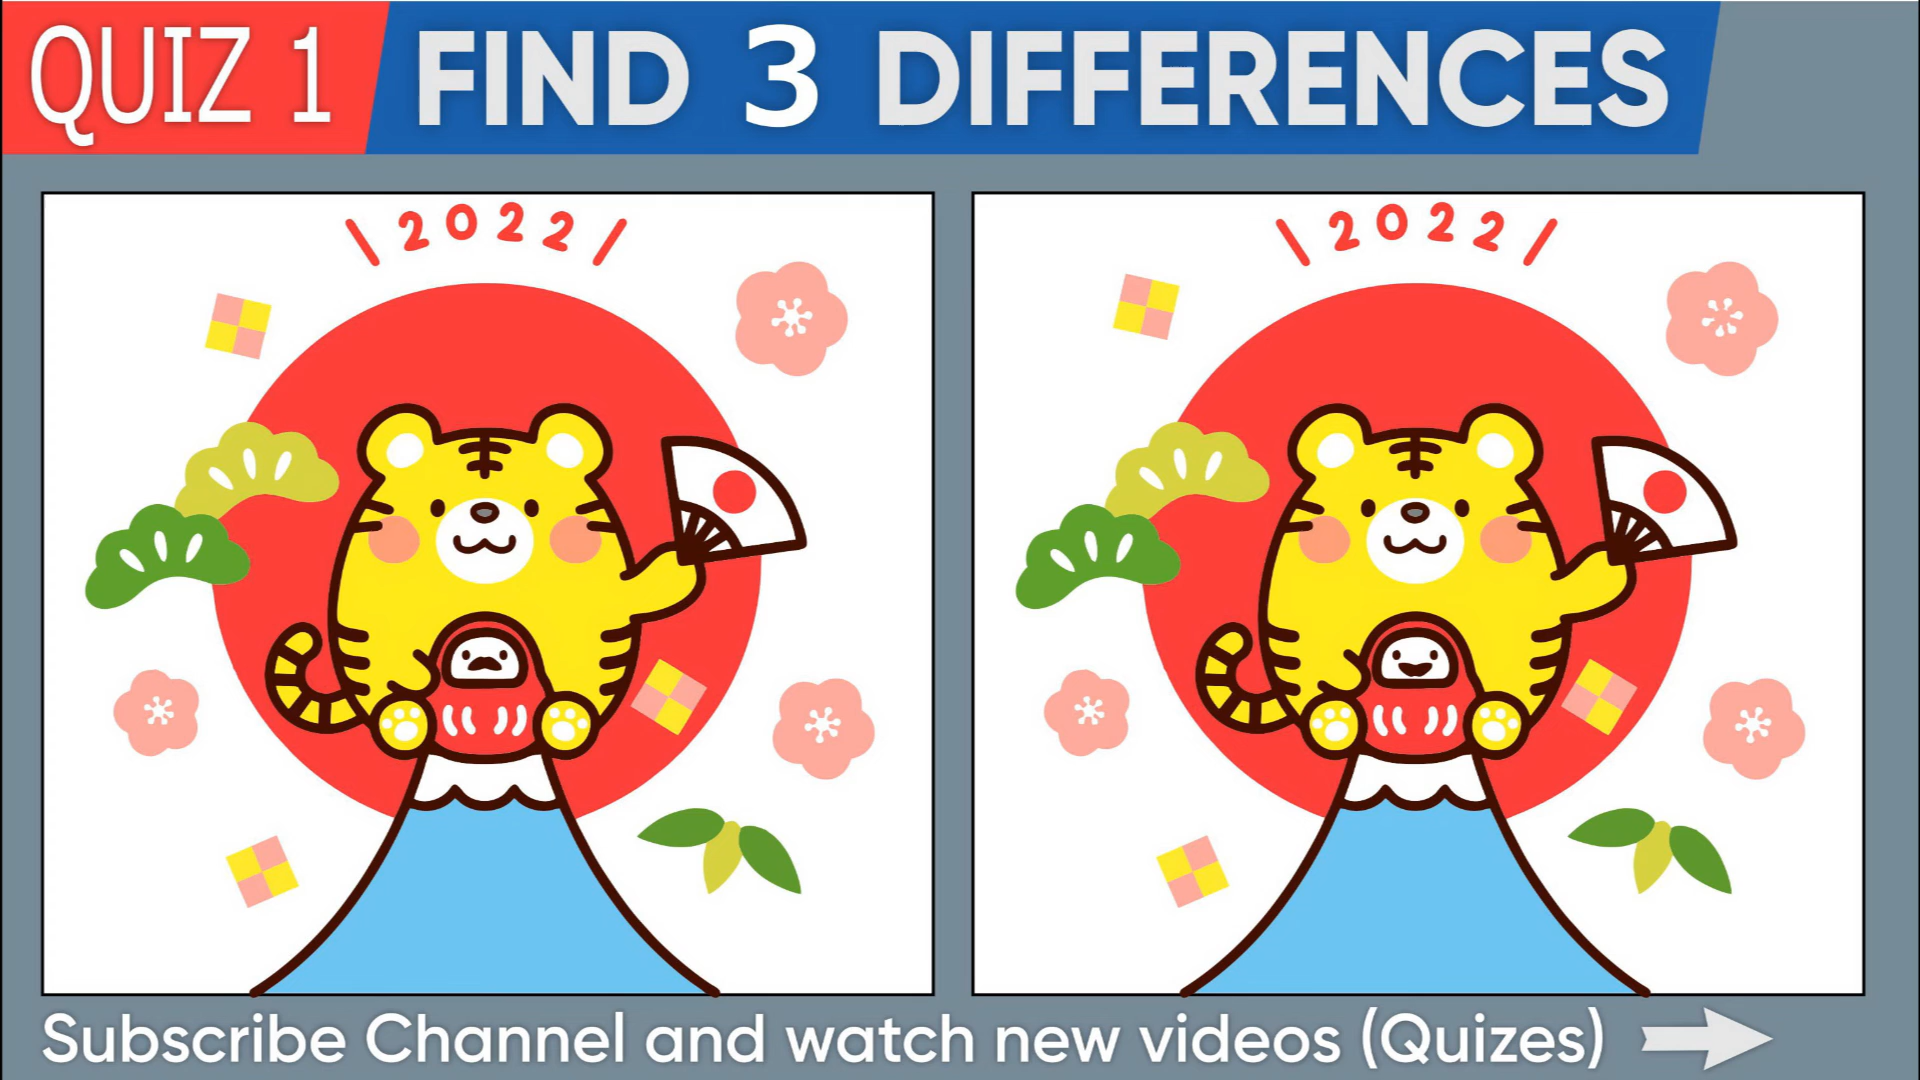 QUIZ 1 FIND 3 DIFFERENCES
\ 2022 / \ 2022 /
Subscribe Channel and watch new videos (Quizes)